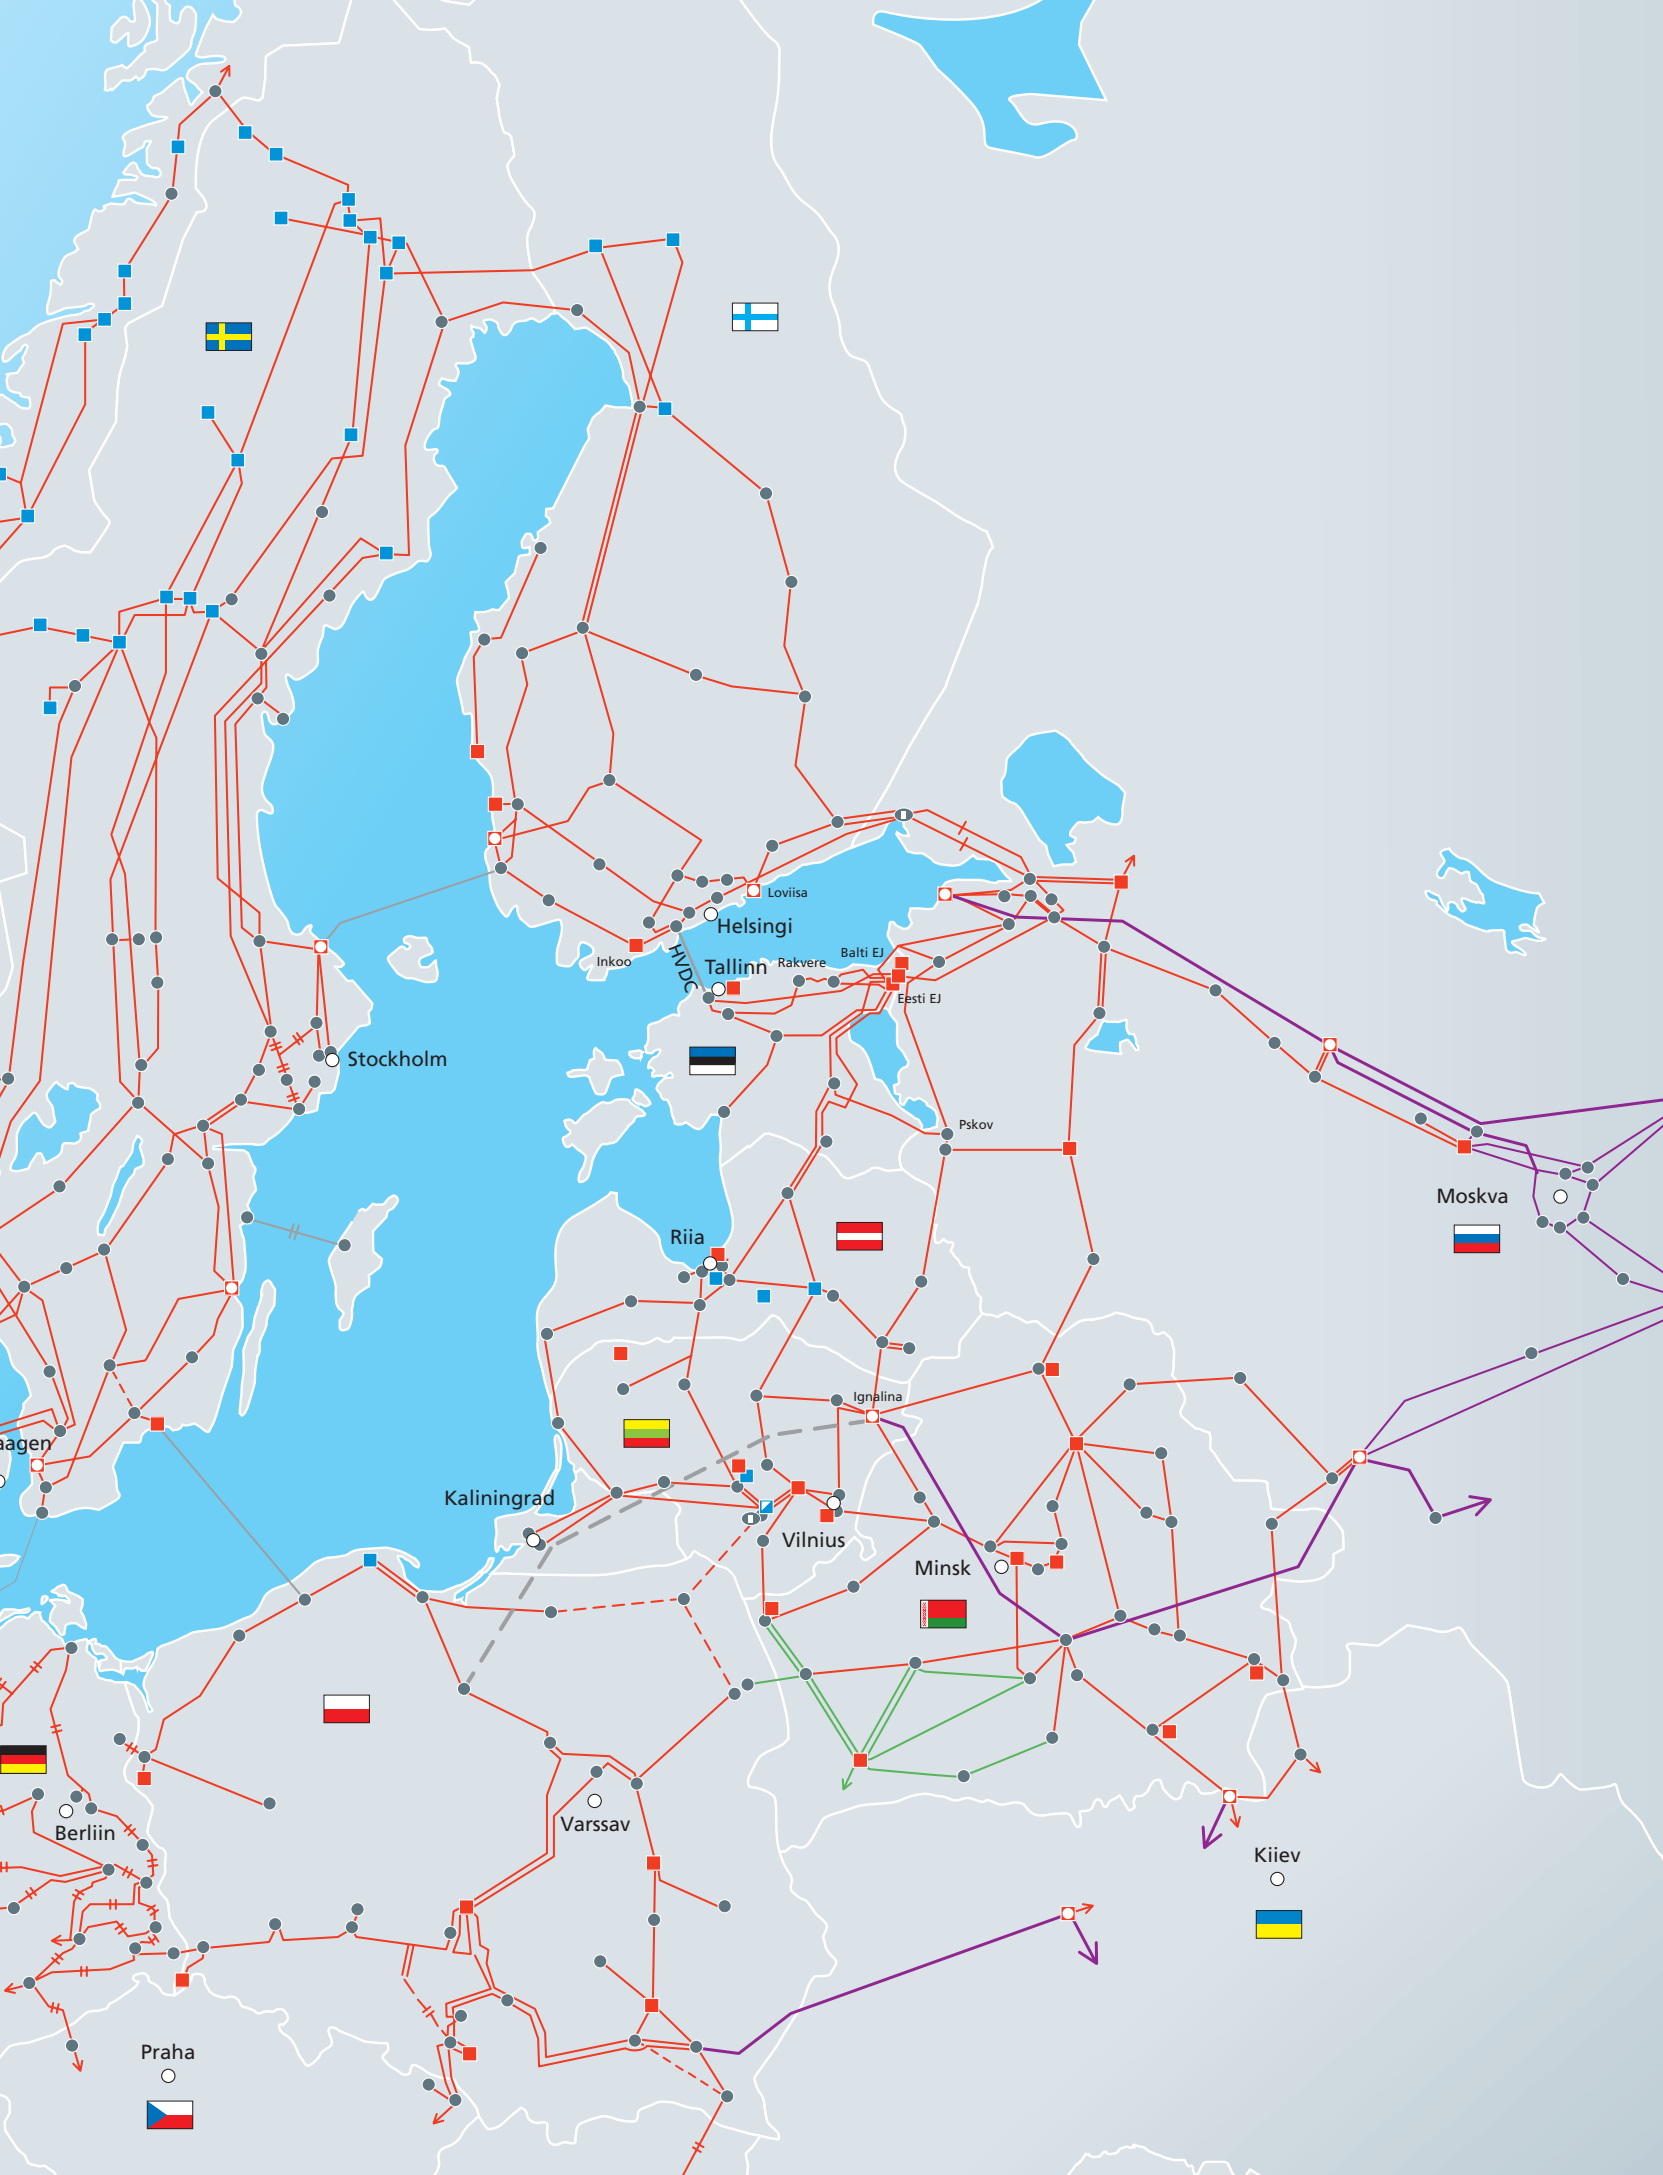 Loviisa
Helsingi
Inkoo
HVDC
Tallinn
Rakvere
Balti EJ
Eesti EJ
Stockholm
Pskov
Moskva
Riia
Ignalina
aagen
Kaliningrad
Vilnius
Minsk
Varssav
Berliin
Kiiev
Praha